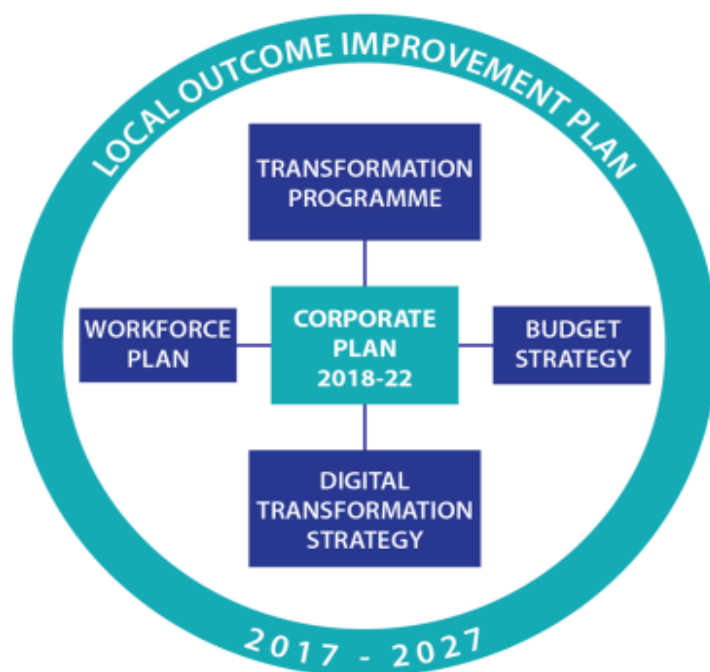 LOCAL OUTCOME IMPROVEMENT PLAN
TRANSFORMATION
PROGRAMME
WORKFORCE
PLAN
CORPORATE
PLAN
2018-22
BUDGET
STRATEGY
DIGITAL
TRANSFORMATION
STRATEGY
2017 - 2027